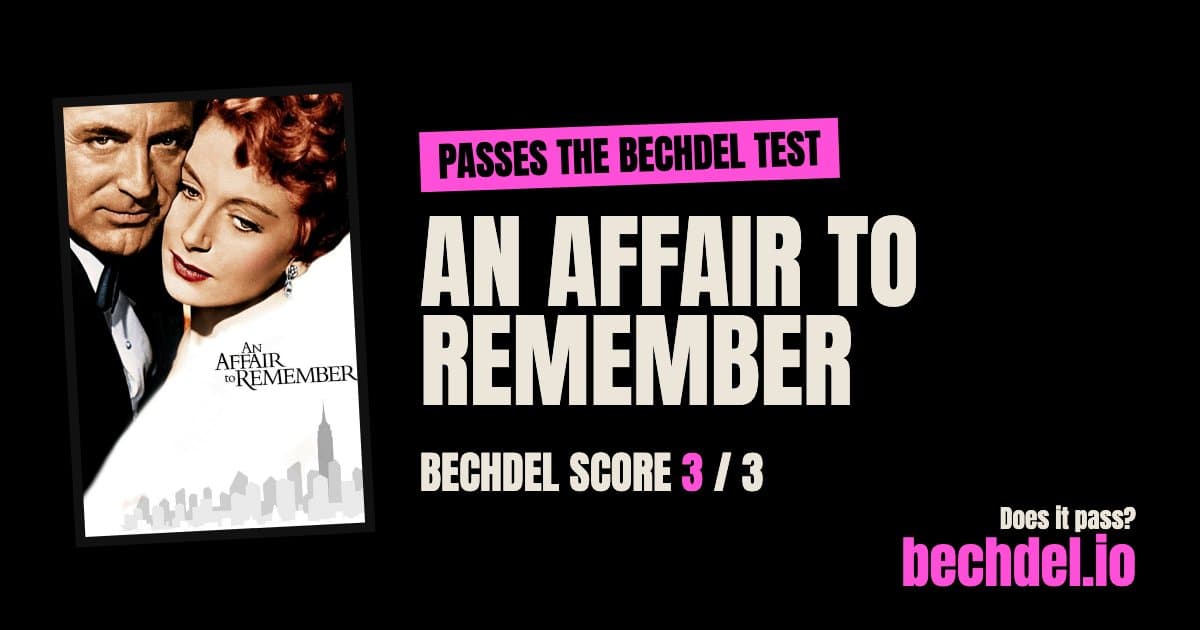 AN
AFFAIR
to REMEMBER
PASSES THE BECHDEL TEST
AN AFFAIR TO
REMEMBER
BECHDEL SCORE 3 / 3
Does it pass?
bechdel.io